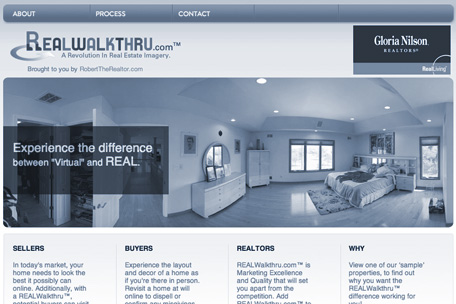 ABOUT PROCESS CONTACT
REALWALKTHRU.com™
A Revolution In Real Estate Imagery.
Brought to you by RobertTheRealtor.com
Gloria Nilson
REALTORS
Real Living
Experience the difference
between "Virtual" and REAL.
SELLERS
In today's market, your
home needs to look the
best it possibly can
online. Additionally, with
a REALWalkthru™,
potential buyers can visit
BUYERS
Experience the layout
and decor of a home as
if you're there in person.
Revisit a home at will
online to dispell or
confirm any misgivings
REALTORS
REALWalkthru.com™ is
Marketing Excellence
and Quality that will set
you apart from the
competition. Add
REALWalkthru.com™ to
WHY
View one of our 'sample'
properties, to find out
why you want the
REALWalkthru™
difference working for
you!